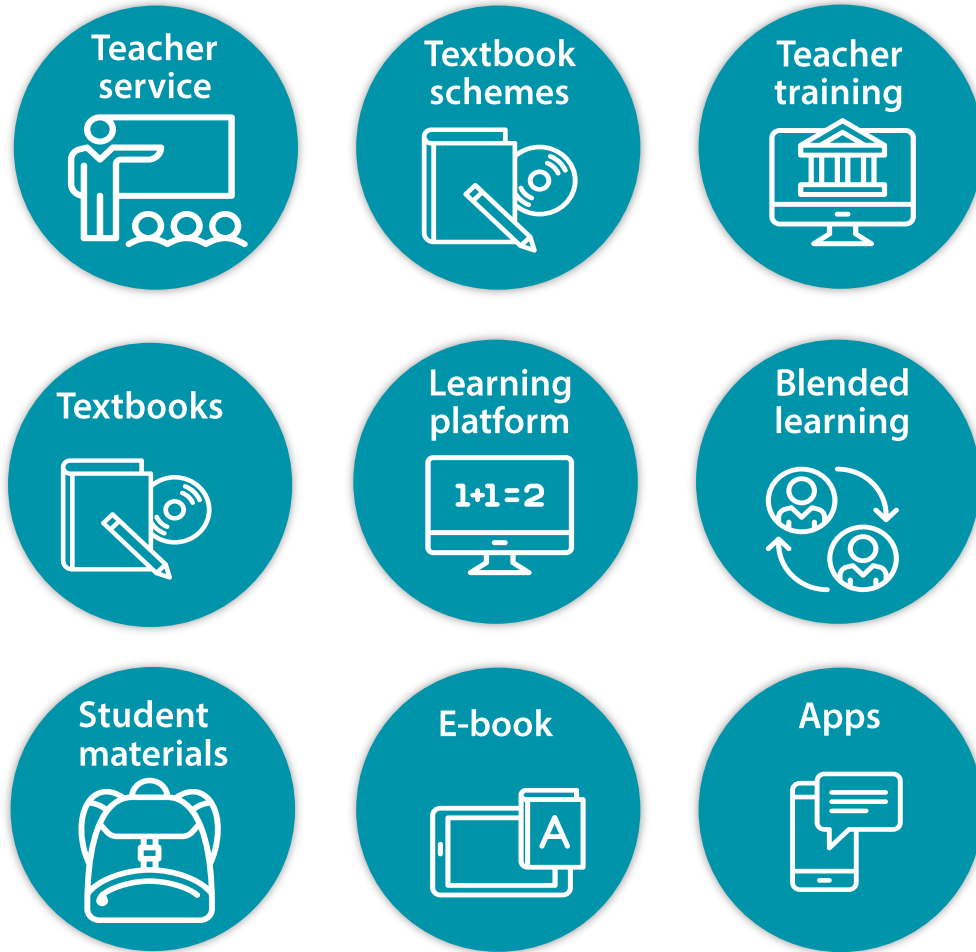 Teacher
service
Textbook
schemes
Teacher
training
Textbooks
Learning
platform
1+1=2
Blended
learning
Student
materials
E-book
A
Apps